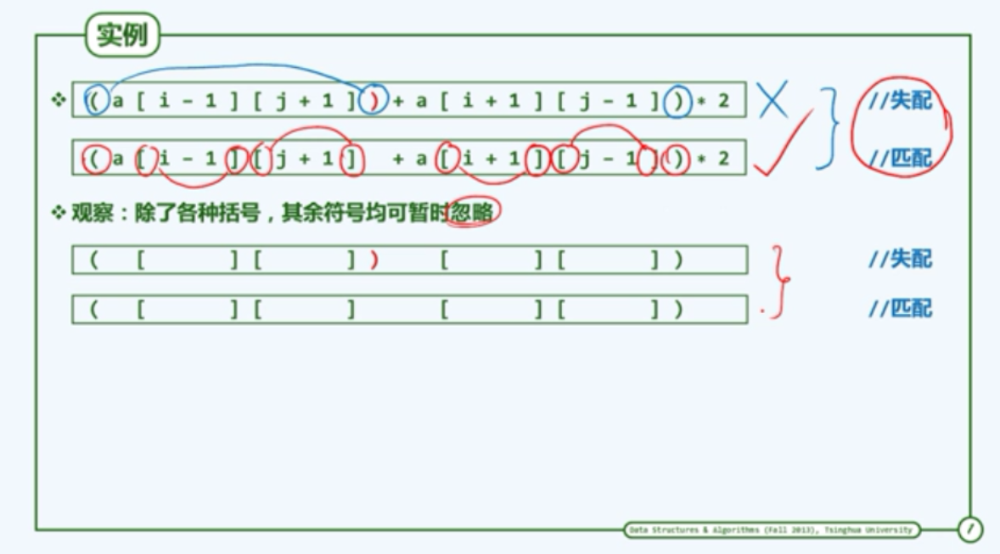 实例
❖ ( a [ i - 1 ] [ j + 1 ] ) + a [ i + 1 ] [ j - 1 ] ) * 2 //失配
( a [ i - 1 ] [ j + 1 ] + a [ i + 1 ] [ j - 1 ] ) * 2 //匹配
❖ 观察：除了各种括号，其余符号均可暂时忽略
( [ ] [ ] ) [ ] [ ] ) //失配
( [ ] [ ] [ ] [ ] ) //匹配
Data Structures & Algorithms (Fall 2013), Tsinghua University